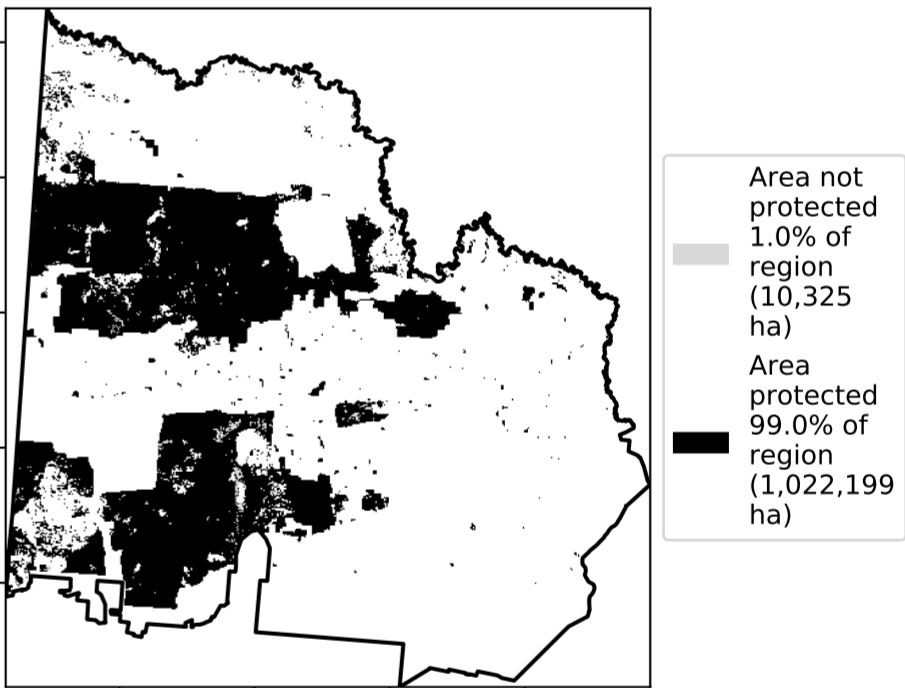 Area not
protected
1.0% of
region
(10,325
ha)
Area
protected
99.0% of
region
(1,022,199
ha)